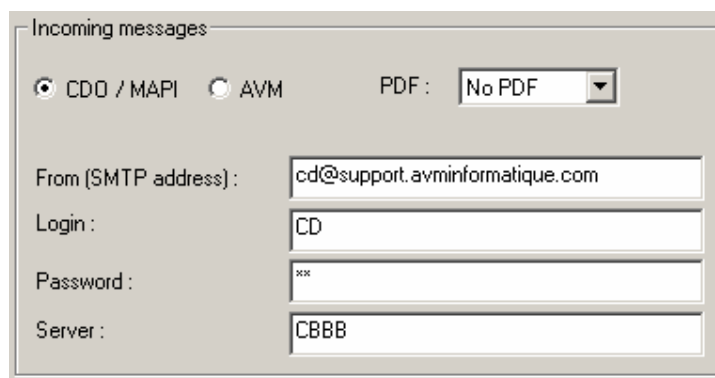 Incoming messages
CDO / MAPI AVM PDF : No PDF
From (SMTP address) : cd@support.avminformatique.com
Login : CD
Password : **
Server : CBBB